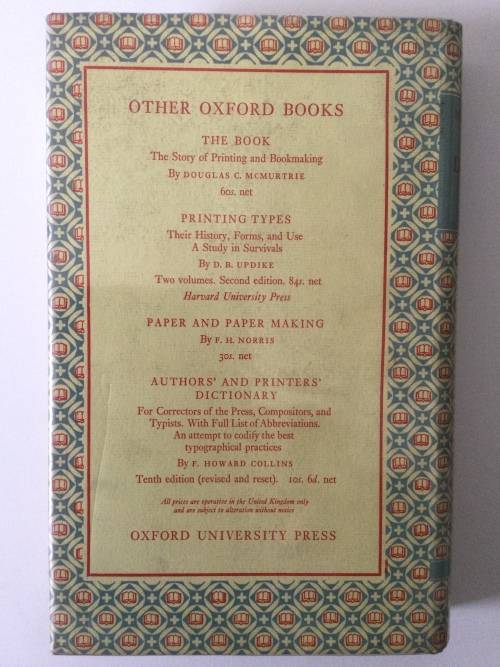 OTHER OXFORD BOOKS
THE BOOK
The Story of Printing and Bookmaking
By DOUGLAS C. MCMURTRIE
60s. net
PRINTING TYPES
Their History, Forms, and Use
A Study in Survivals
By D. B. UPDIKE
Two volumes. Second edition. 84s. net
Harvard University Press
PAPER AND PAPER MAKING
By F. H. NORRIS
30s. net
AUTHORS' AND PRINTERS'
DICTIONARY
For Correctors of the Press, Compositors, and
Typists. With Full List of Abbreviations.
An attempt to codify the best
typographical practices
By F. HOWARD COLLINS
Tenth edition (revised and reset). 10s. 6d. net
All prices are operative in the United Kingdom only
and are subject to alteration without notice
OXFORD UNIVERSITY PRESS